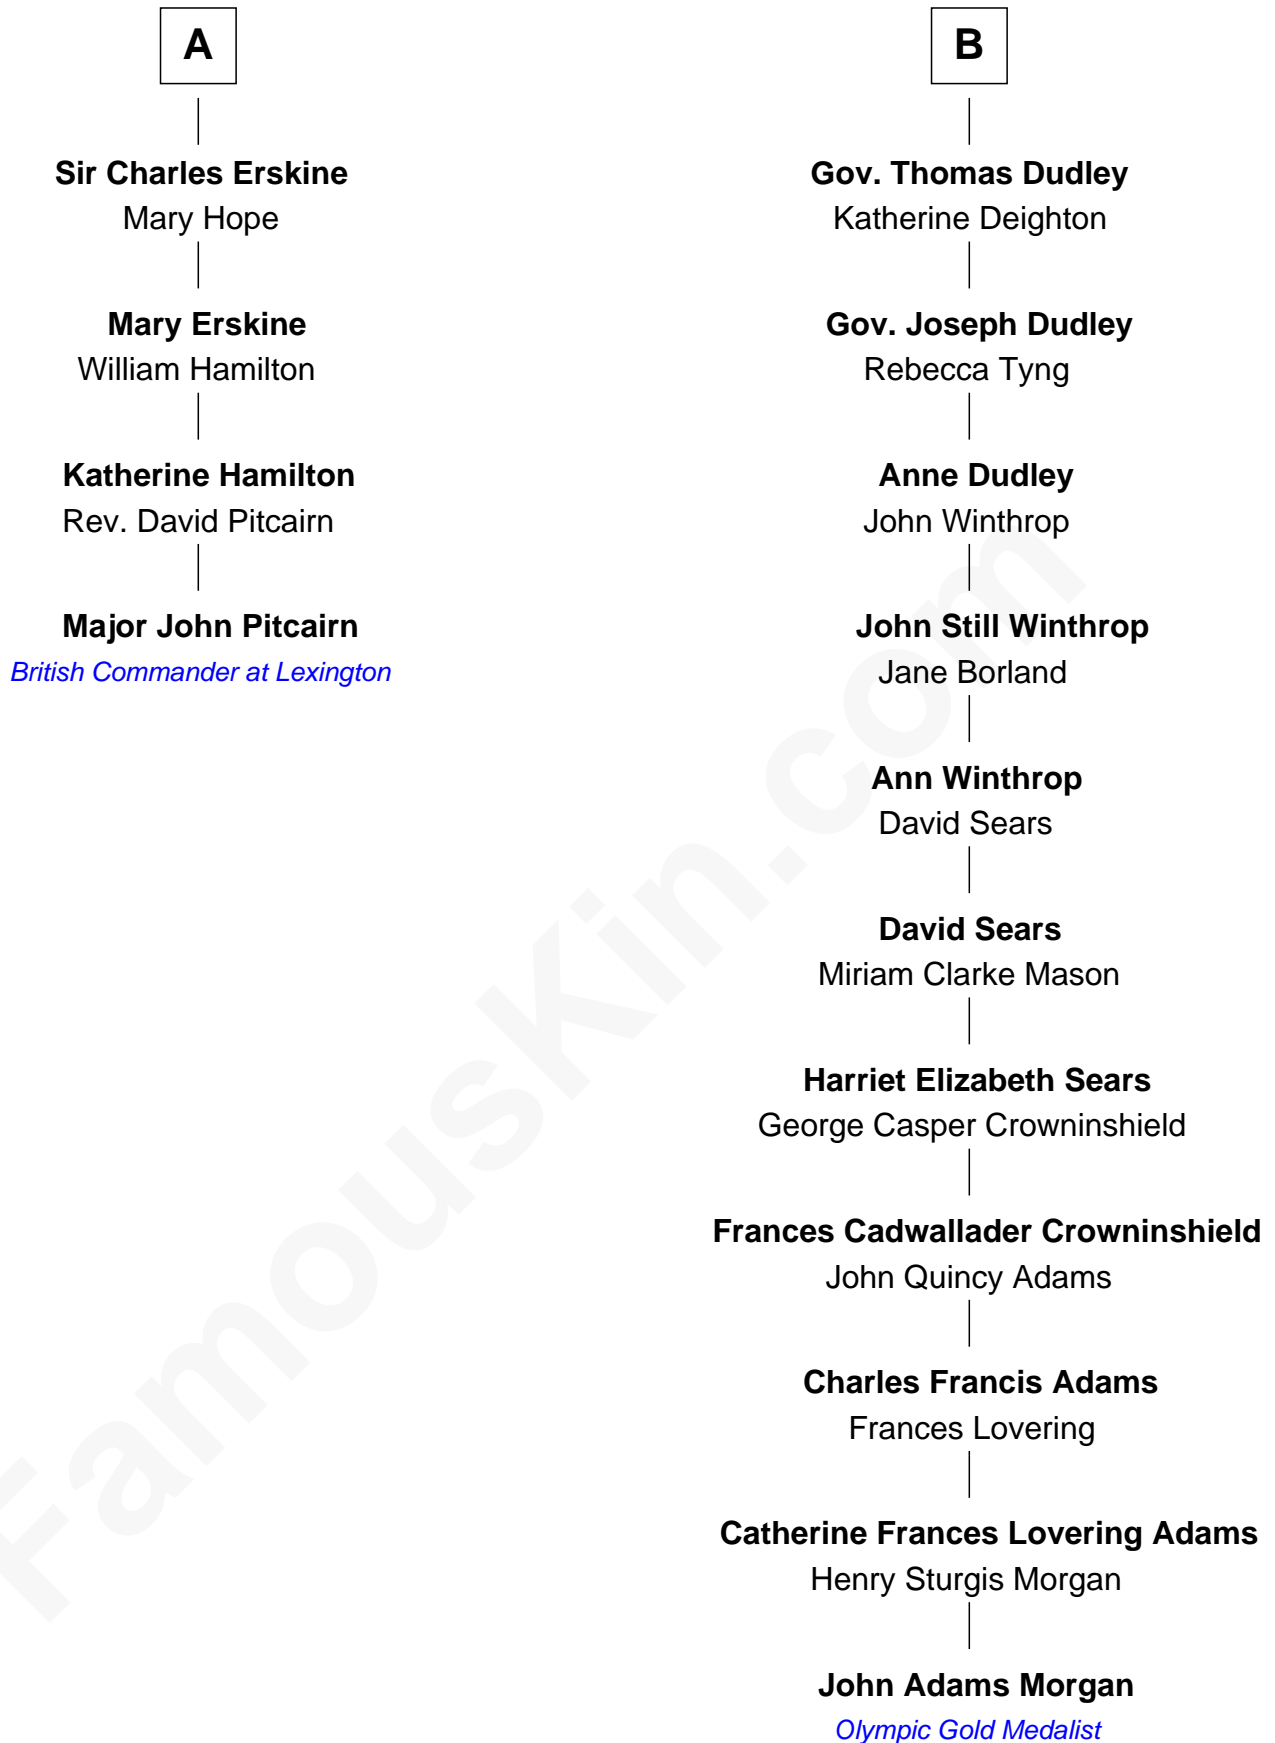 A
Sir Charles Erskine
Mary Hope
Mary Erskine
William Hamilton
Katherine Hamilton
Rev. David Pitcairn
Major John Pitcairn
British Commander at Lexington
B
Gov. Thomas Dudley
Katherine Deighton
Gov. Joseph Dudley
Rebecca Tyng
Anne Dudley
John Winthrop
John Still Winthrop
Jane Borland
Ann Winthrop
David Sears
David Sears
Miriam Clarke Mason
Harriet Elizabeth Sears
George Casper Crowninshield
Frances Cadwallader Crowninshield
John Quincy Adams
Charles Francis Adams
Frances Lovering
Catherine Frances Lovering Adams
Henry Sturgis Morgan
John Adams Morgan
Olympic Gold Medalist
FamousKin.com